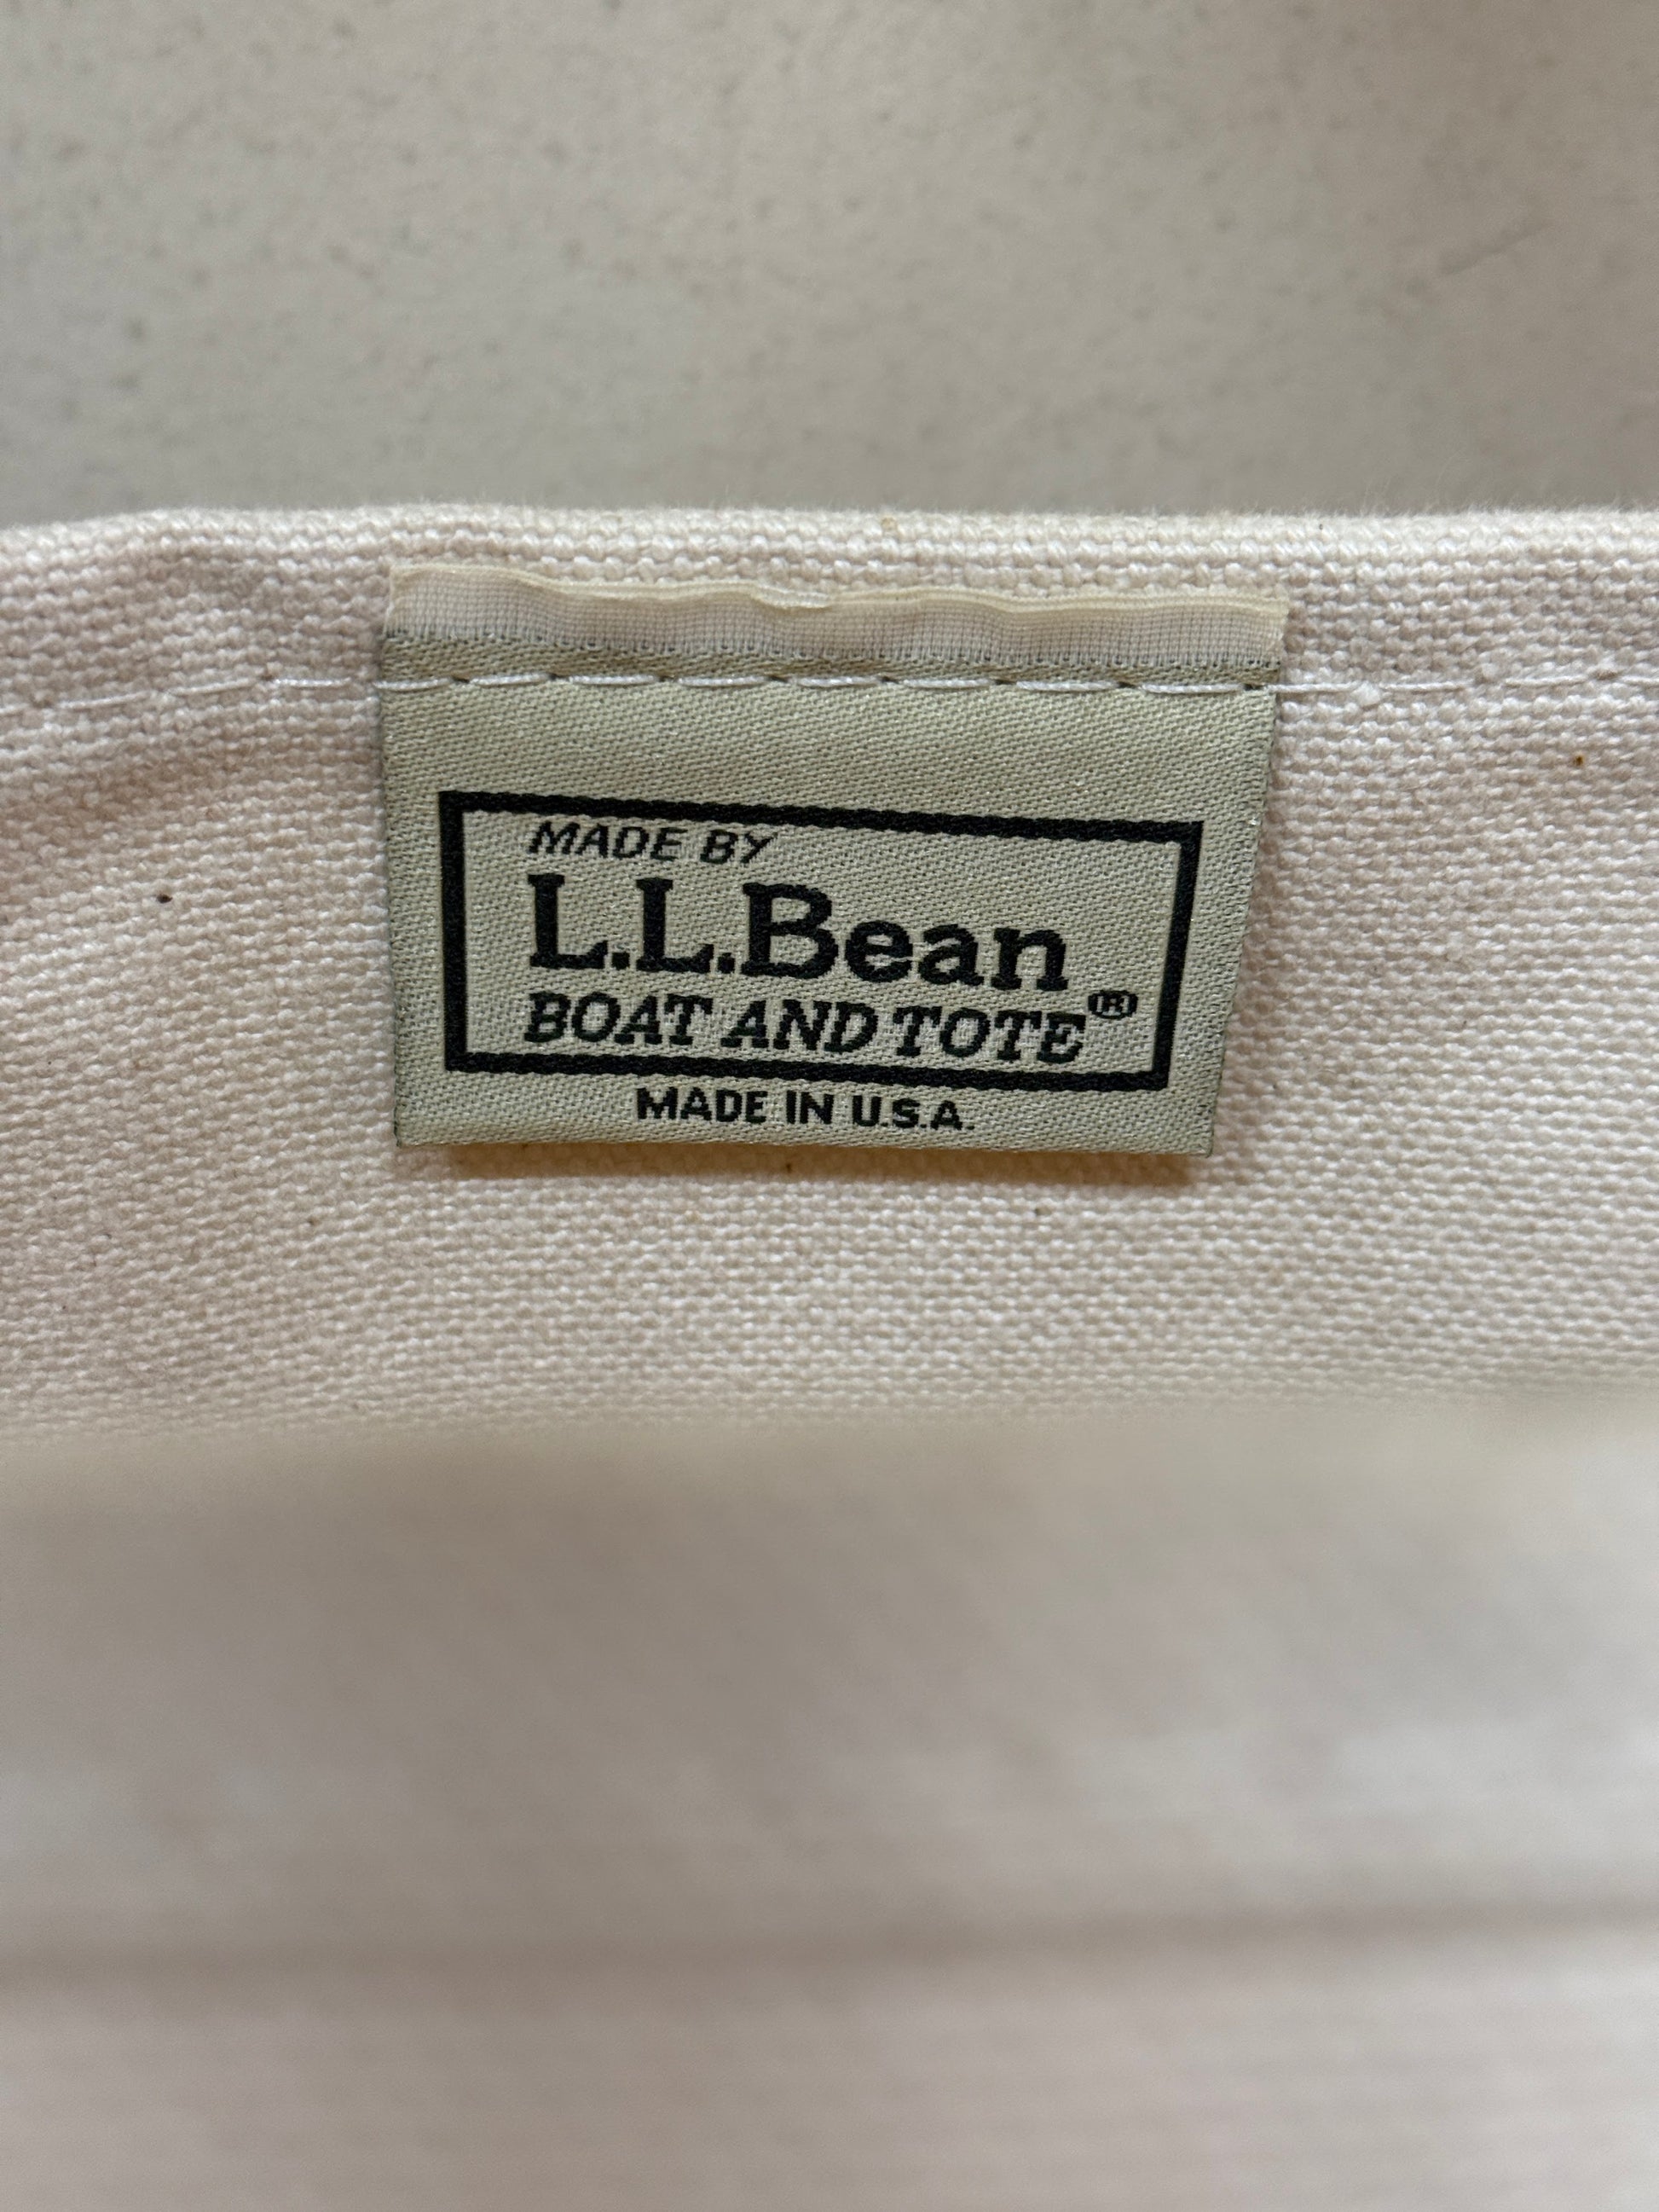 MADE BY
L.L.Bean
BOAT AND TOTE®
MADE IN U.S.A.